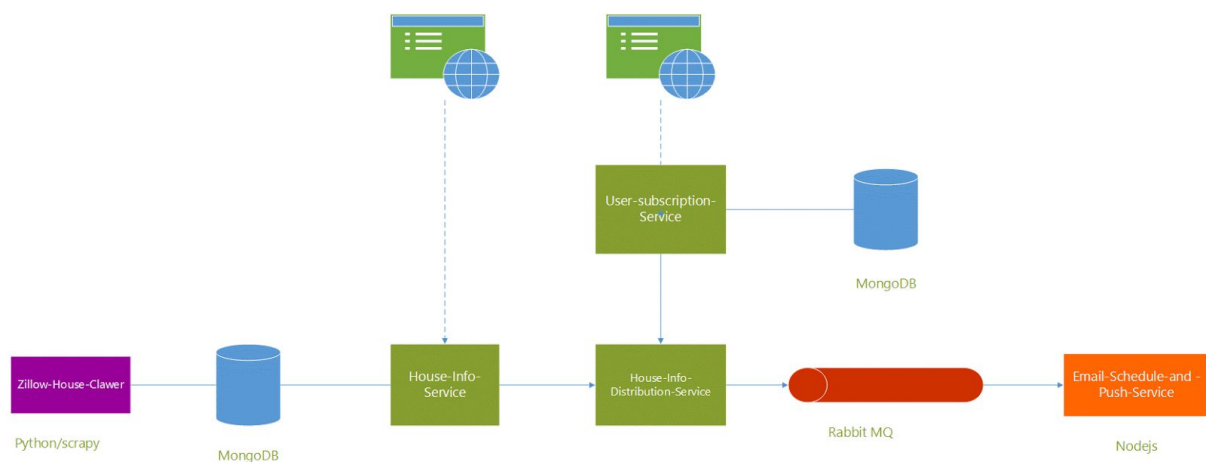 User-subscription-
Service
MongoDB
Zillow-House-Clawer
House-Info-
Service
House-Info-
Distribution-Service
Email-Schedule-and -
Push-Service
Python/scrapy
MongoDB
Rabbit MQ
Nodejs